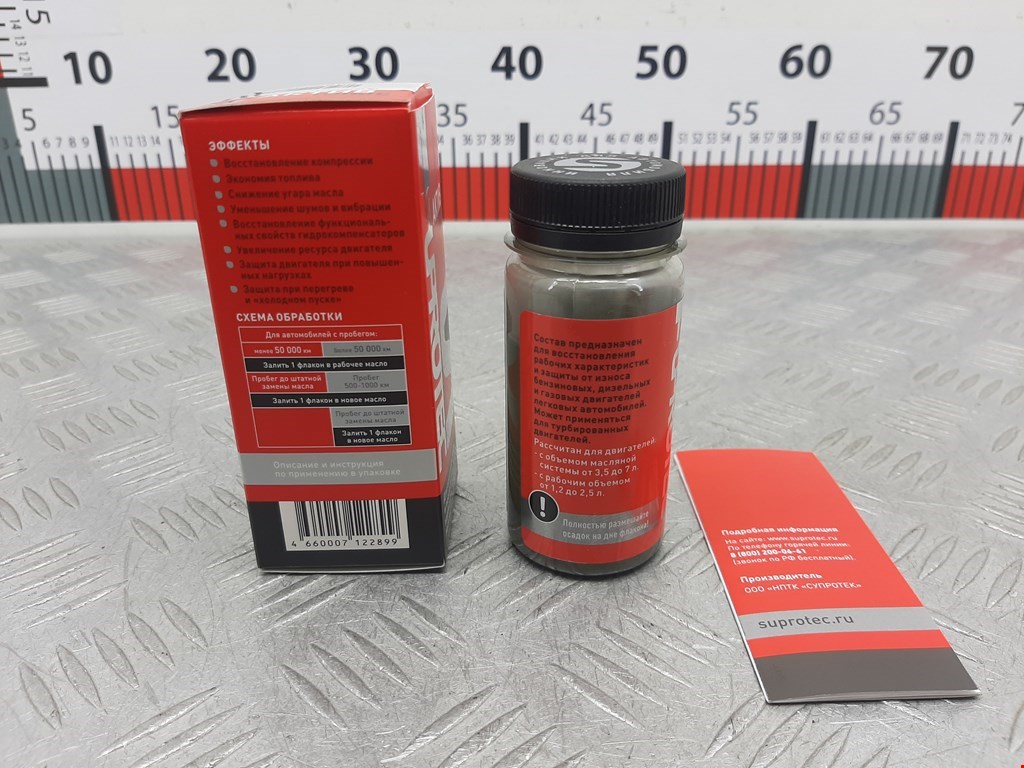 10 20 30 40 50 60 70
5 35 45 55 65
ЭФФЕКТЫ
Восстановление компрессии
Экономия топлива
Снижение угара масла
Уменьшение шумов и вибрации
Восстановление функциональ-
ных свойств гидрокомпенсаторов
Увеличение ресурса двигателя
Защита двигателя при повышен-
ных нагрузках
Защита при перегреве
и «холодном пуске»
СХЕМА ОБРАБОТКИ
Для автомобилей с пробегом:
менее 50 000 км более 50 000 км
Залить 1 флакон в рабочее масло
Пробег до штатной
замены масла
Пробег
500-1000 км
Залить 1 флакон в новое масло
Пробег до штатной
замены масла
Залить 1 флакон
в новое масло
Описание и инструкция
по применению в упаковке
4 660007 122899
Состав предназначен
для восстановления
рабочих характеристик
и защиты от износа
бензиновых, дизельных
и газовых двигателей
легковых автомобилей.
Может применяться
для турбированных
двигателей.
Рассчитан для двигателей:
- с объемом масляной
системы от 3,5 до 7 л.
- с рабочим объемом
от 1,2 до 2,5 л.
!
Полностью размешайте
осадок на дне флакона!
Подробная информация
На сайте: www.suprotec.ru
По телефону горячей линии:
8 (800) 200-06-61
(звонок по РФ бесплатный).
Производитель
ООО «НПТК «СУПРОТЕК»
suprotec.ru